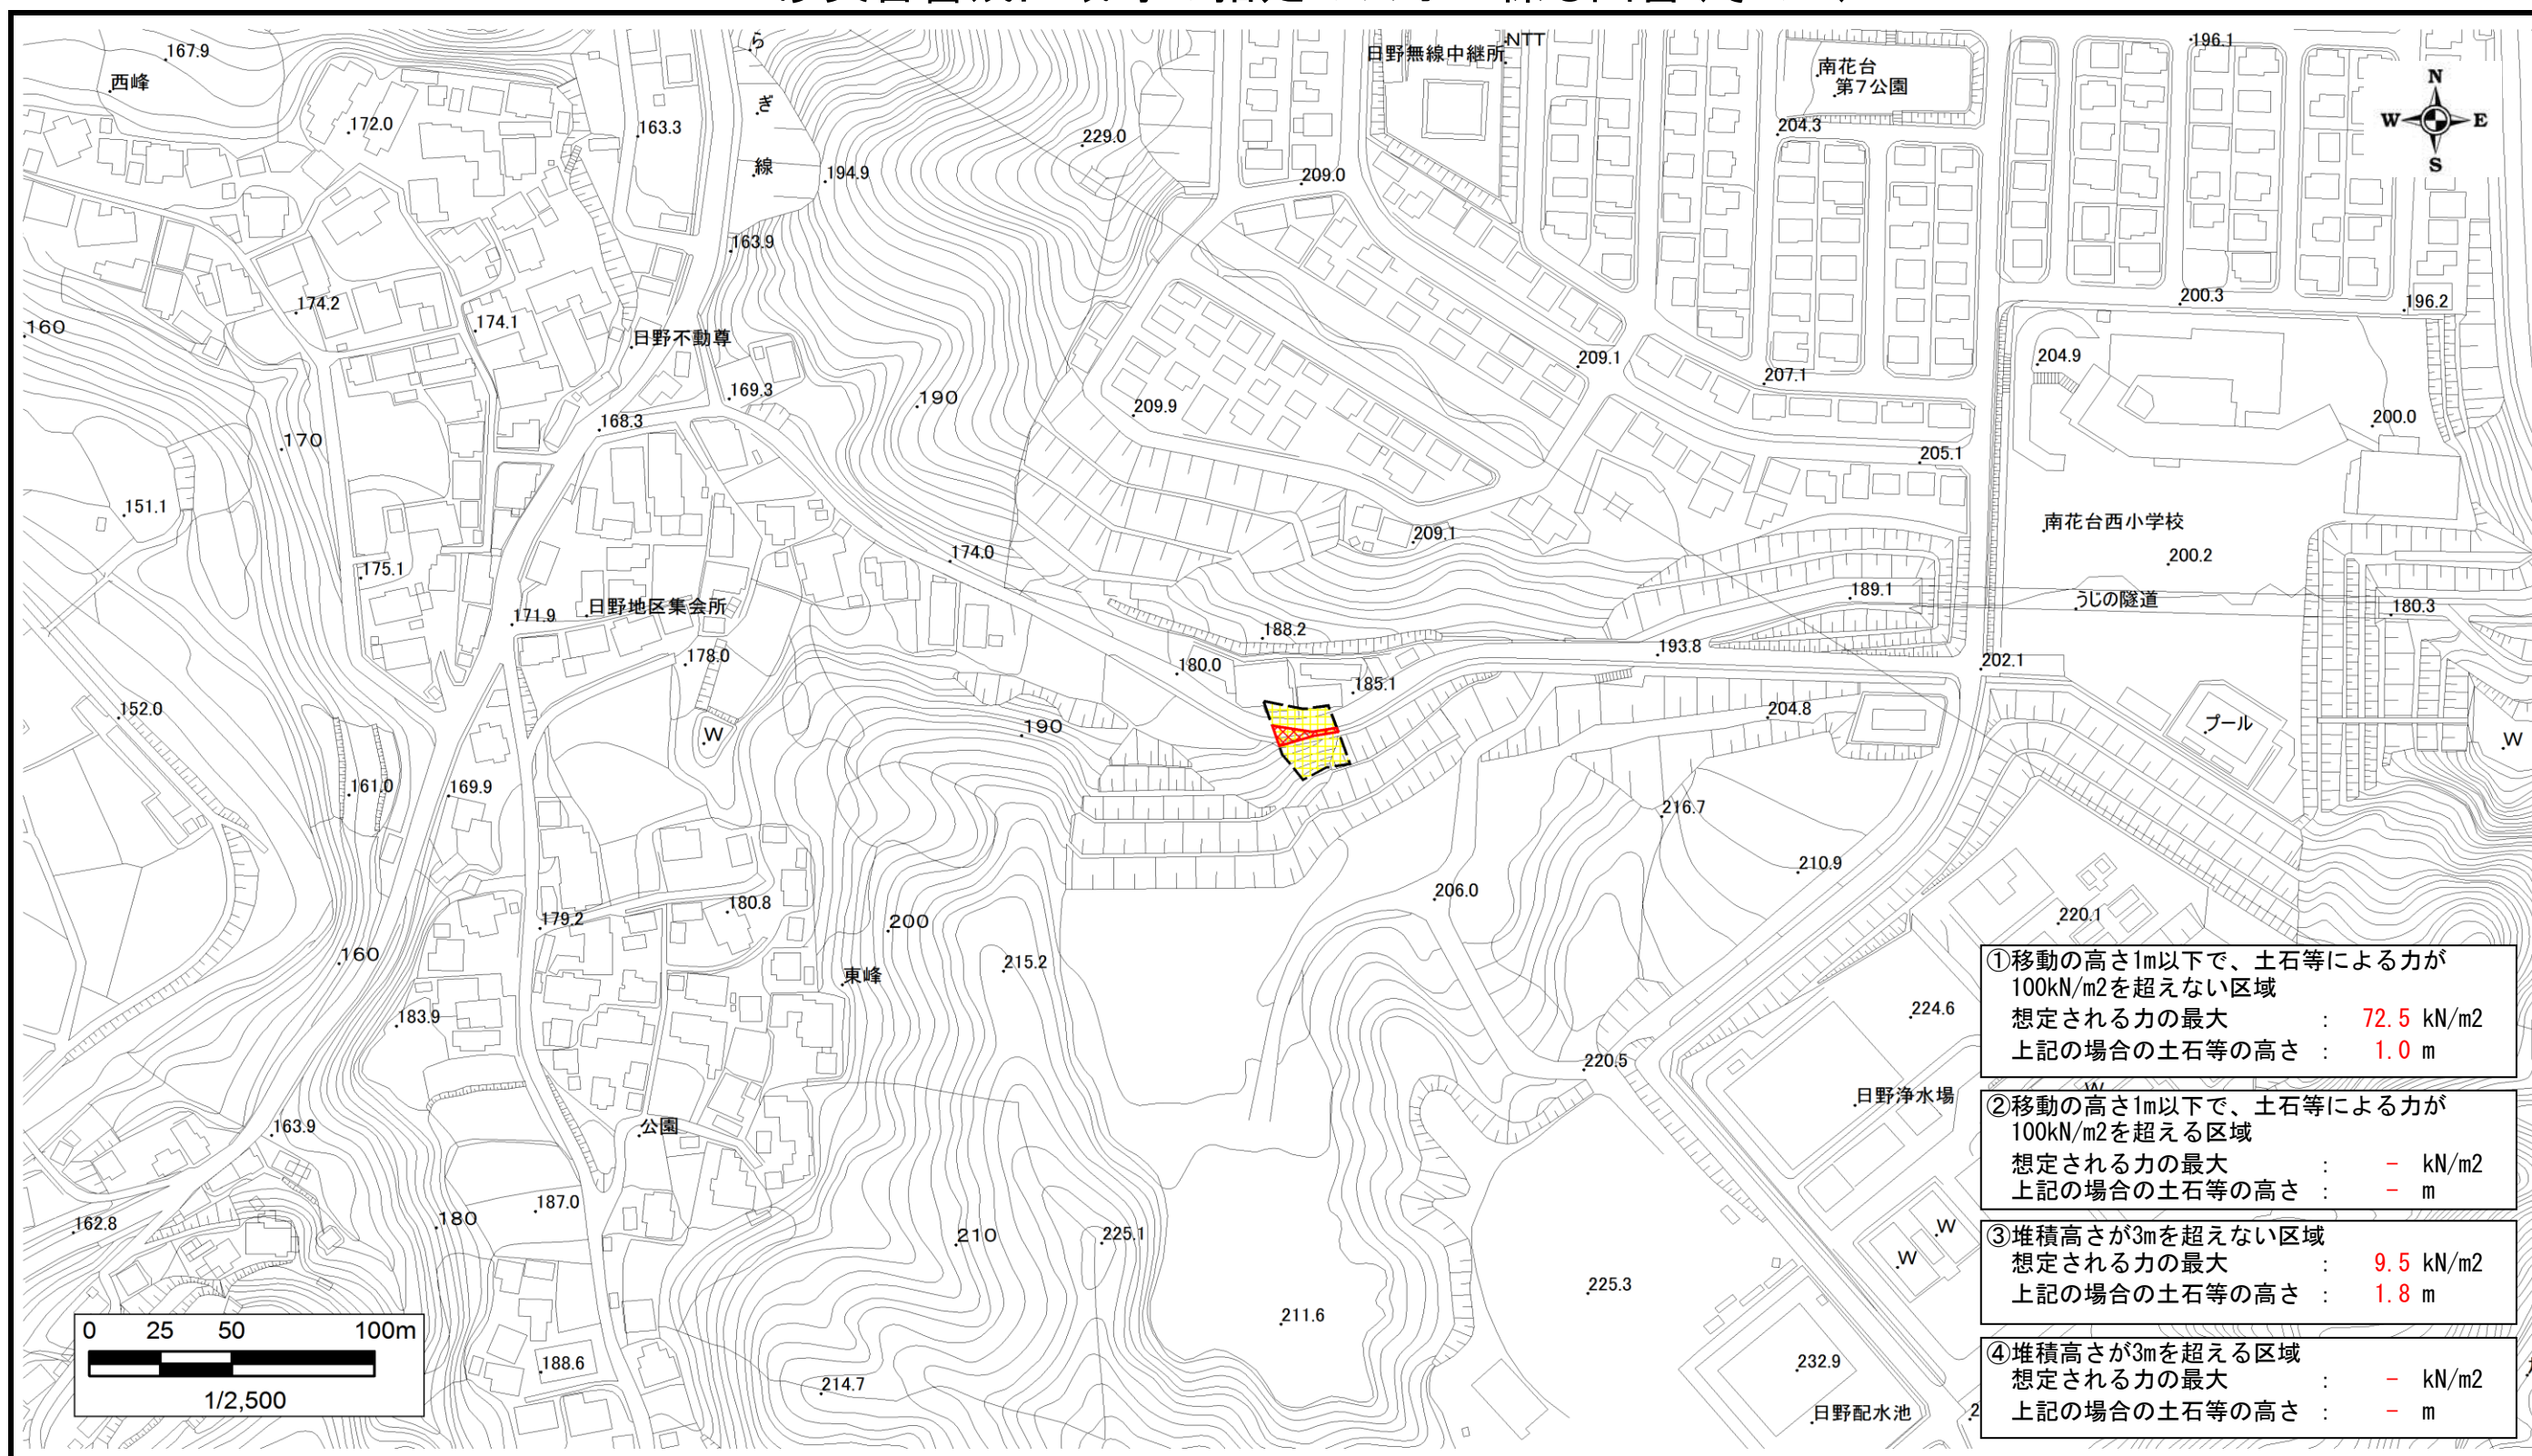 167.9
西峰
172.0
163.3
ら
ぎ
線
194.9
229.0
209.0
日野無線中継所
NTT
南花台
第7公園
204.3
196.1
N
W
E
S
163.9
174.2
174.1
160
日野不動尊
169.3
168.3
190
209.9
209.1
207.1
200.3
196.2
204.9
200.0
205.1
170
151.1
175.1
171.9
日野地区集会所
178.0
174.0
209.1
南花台西小学校
200.2
189.1
うじの隧道
180.3
188.2
180.0
185.1
193.8
202.1
204.8
プール
W
152.0
W
190
161.0
169.9
216.7
210.9
206.0
220.1
179.2
180.8
200
160
東峰
215.2
183.9
224.6
220.5
日野浄水場
W
163.9
公園
187.0
180
162.8
210
225.1
W
W
225.3
211.6
188.6
214.7
232.9
日野配水池
2
①移動の高さ1m以下で、土石等による力が
100kN/m2を超えない区域
想定される力の最大 : 72.5 kN/m2
上記の場合の土石等の高さ : 1.0 m
②移動の高さ1m以下で、土石等による力が
100kN/m2を超える区域
想定される力の最大 : － kN/m2
上記の場合の土石等の高さ : － m
③堆積高さが3mを超えない区域
想定される力の最大 : 9.5 kN/m2
上記の場合の土石等の高さ : 1.8 m
④堆積高さが3mを超える区域
想定される力の最大 : － kN/m2
上記の場合の土石等の高さ : － m
0 25 50 100m
1/2,500